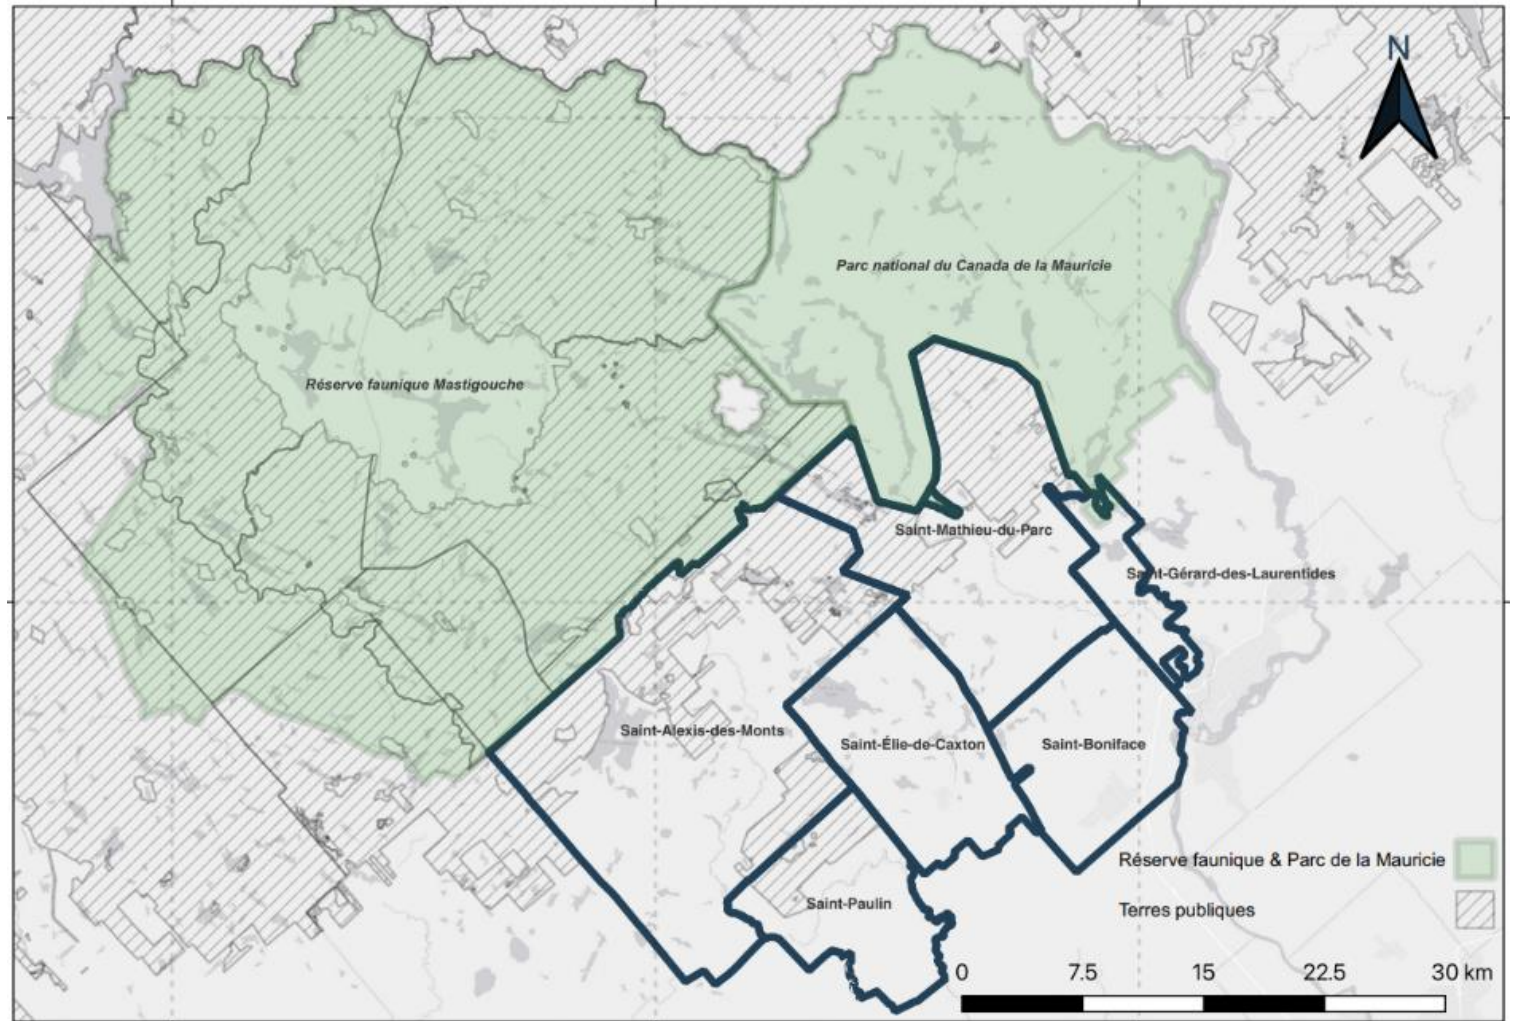 N
Parc national du Canada de la Mauricie
Réserve faunique Mastigouche
Saint-Mathieu-du-Parc
Saint-Gérard-des-Laurentides
Saint-Alexis-des-Monts
Saint-Élie-de-Caxton
Saint-Boniface
Réserve faunique & Parc de la Mauricie
Saint-Paulin
Terres publiques
0 7.5 15 22.5 30 km